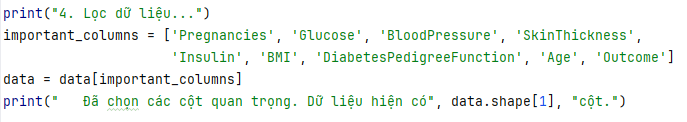 print("4. Lọc dữ liệu...")
important_columns = ['Pregnancies', 'Glucose', 'BloodPressure', 'SkinThickness',
                     'Insulin', 'BMI', 'DiabetesPedigreeFunction', 'Age', 'Outcome']
data = data[important_columns]
print("   Đã chọn các cột quan trọng. Dữ liệu hiện có", data.shape[1], "cột.")